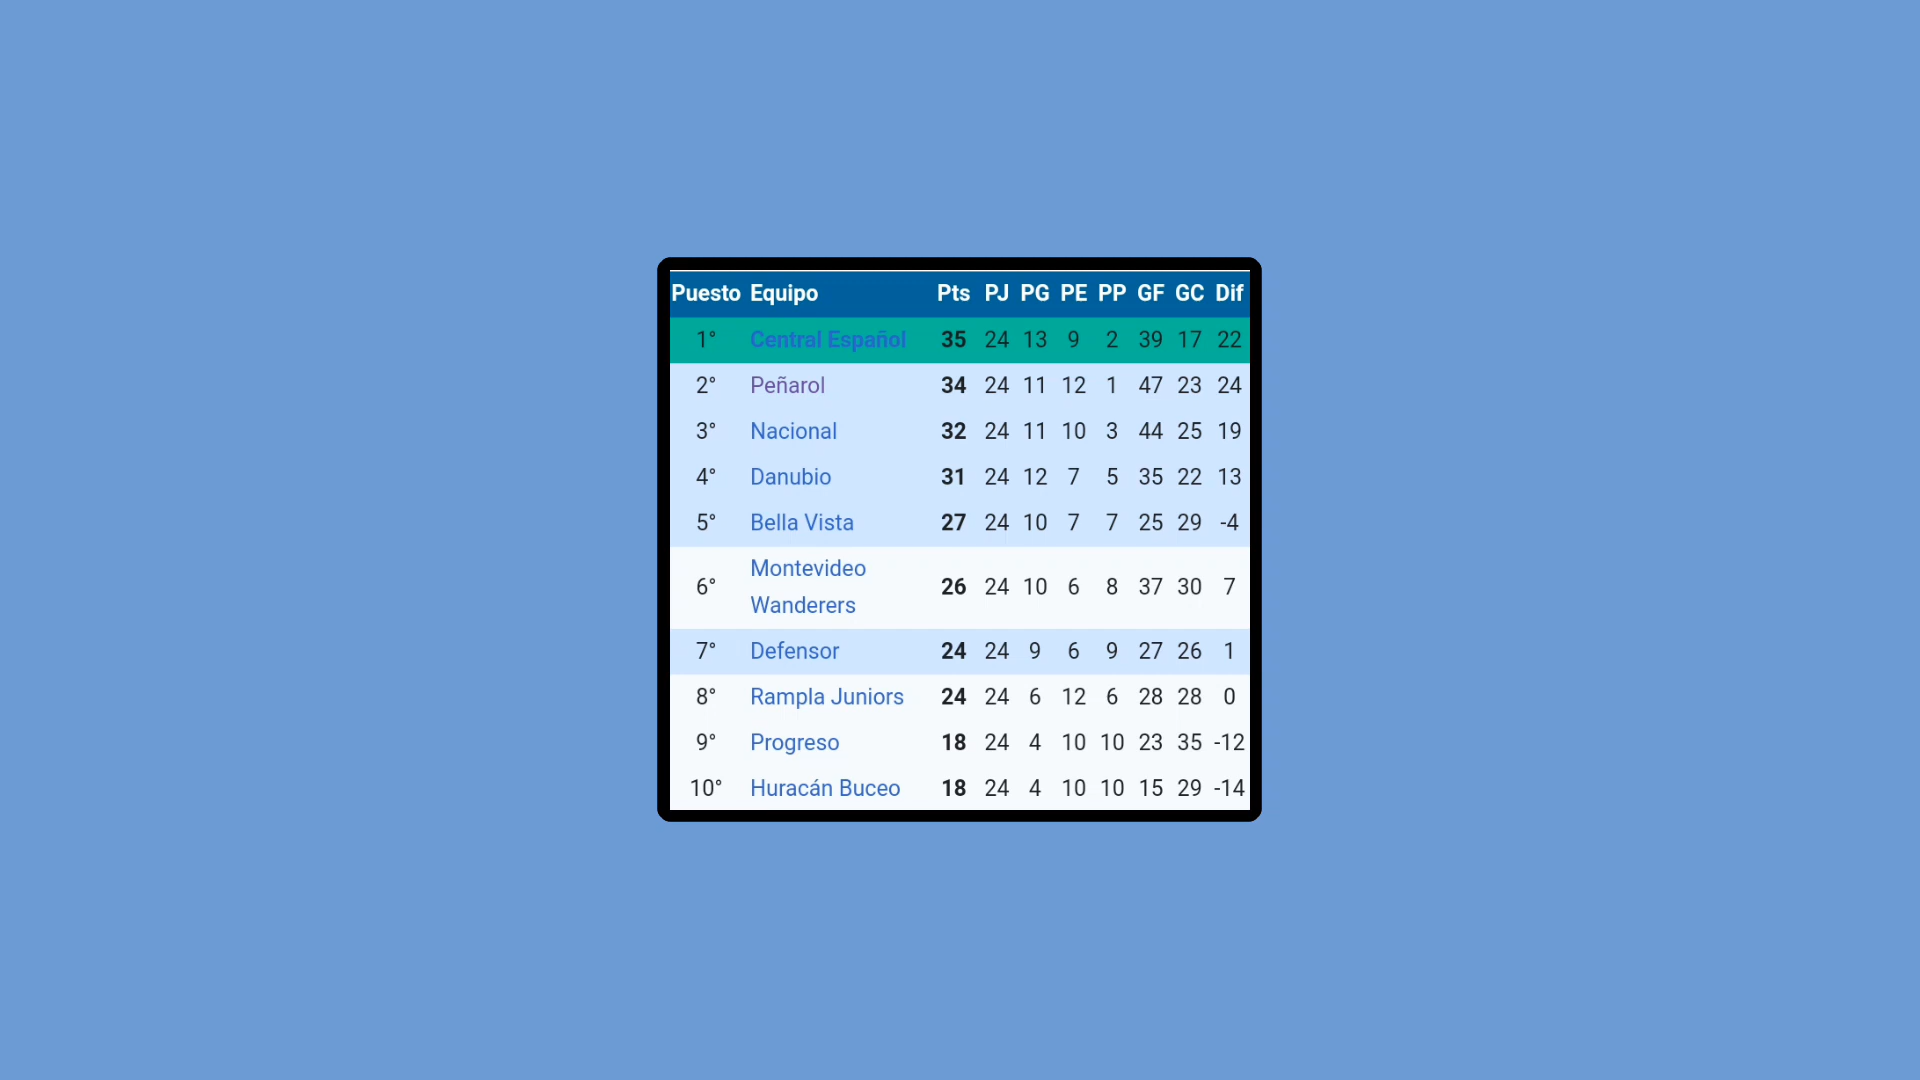 Puesto Equipo Pts PJ PG PE PP GF GC Dif
1° Central Español 35 24 13 9 2 39 17 22
2° Peñarol 34 24 11 12 1 47 23 24
3° Nacional 32 24 11 10 3 44 25 19
4° Danubio 31 24 12 7 5 35 22 13
5° Bella Vista 27 24 10 7 7 25 29 -4
6° Montevideo
Wanderers 26 24 10 6 8 37 30 7
7° Defensor 24 24 9 6 9 27 26 1
8° Rampla Juniors 24 24 6 12 6 28 28 0
9° Progreso 18 24 4 10 10 23 35 -12
10° Huracán Buceo 18 24 4 10 10 15 29 -14